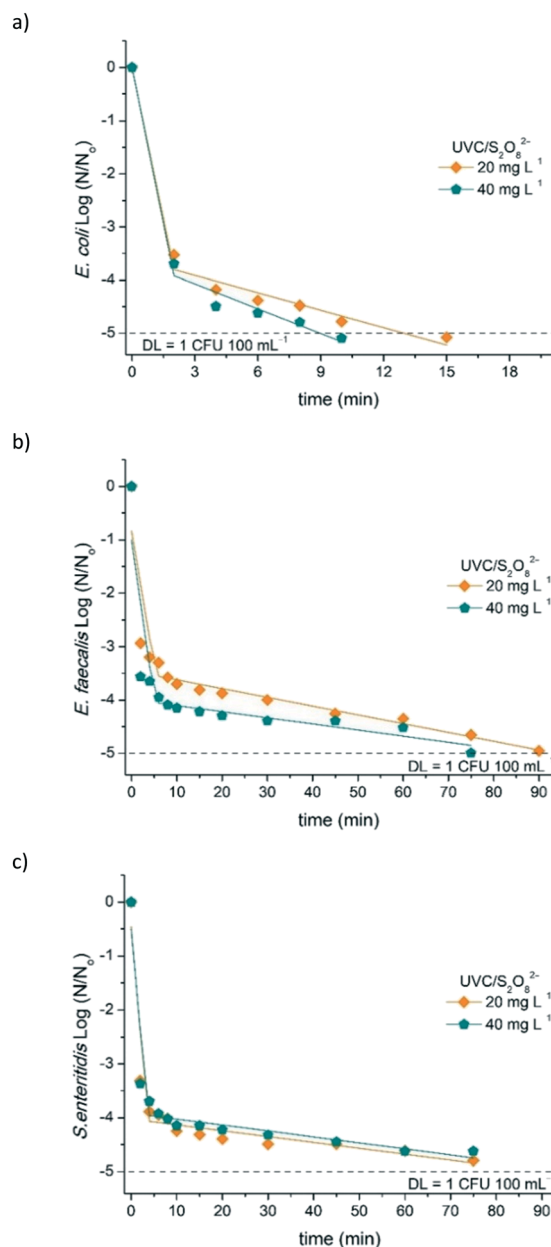 a)
0
-1
-2
-3
-4
-5
E. coli Log (N/Nₒ)
UVC/S₂O₈²⁻
20 mg L⁻¹
40 mg L⁻¹
DL = 1 CFU 100 mL⁻¹
0 3 6 9 12 15 18
time (min)
b)
0
-1
-2
-3
-4
-5
E. faecalis Log (N/Nₒ)
UVC/S₂O₈²⁻
20 mg L⁻¹
40 mg L⁻¹
DL = 1 CFU 100 mL
0 10 20 30 40 50 60 70 80 90
time (min)
c)
0
-1
-2
-3
-4
-5
S.enteritidis Log (N/Nₒ)
UVC/S₂O₈²⁻
20 mg L⁻¹
40 mg L⁻¹
DL = 1 CFU 100 mL⁻
0 10 20 30 40 50 60 70 80 90
time (min)